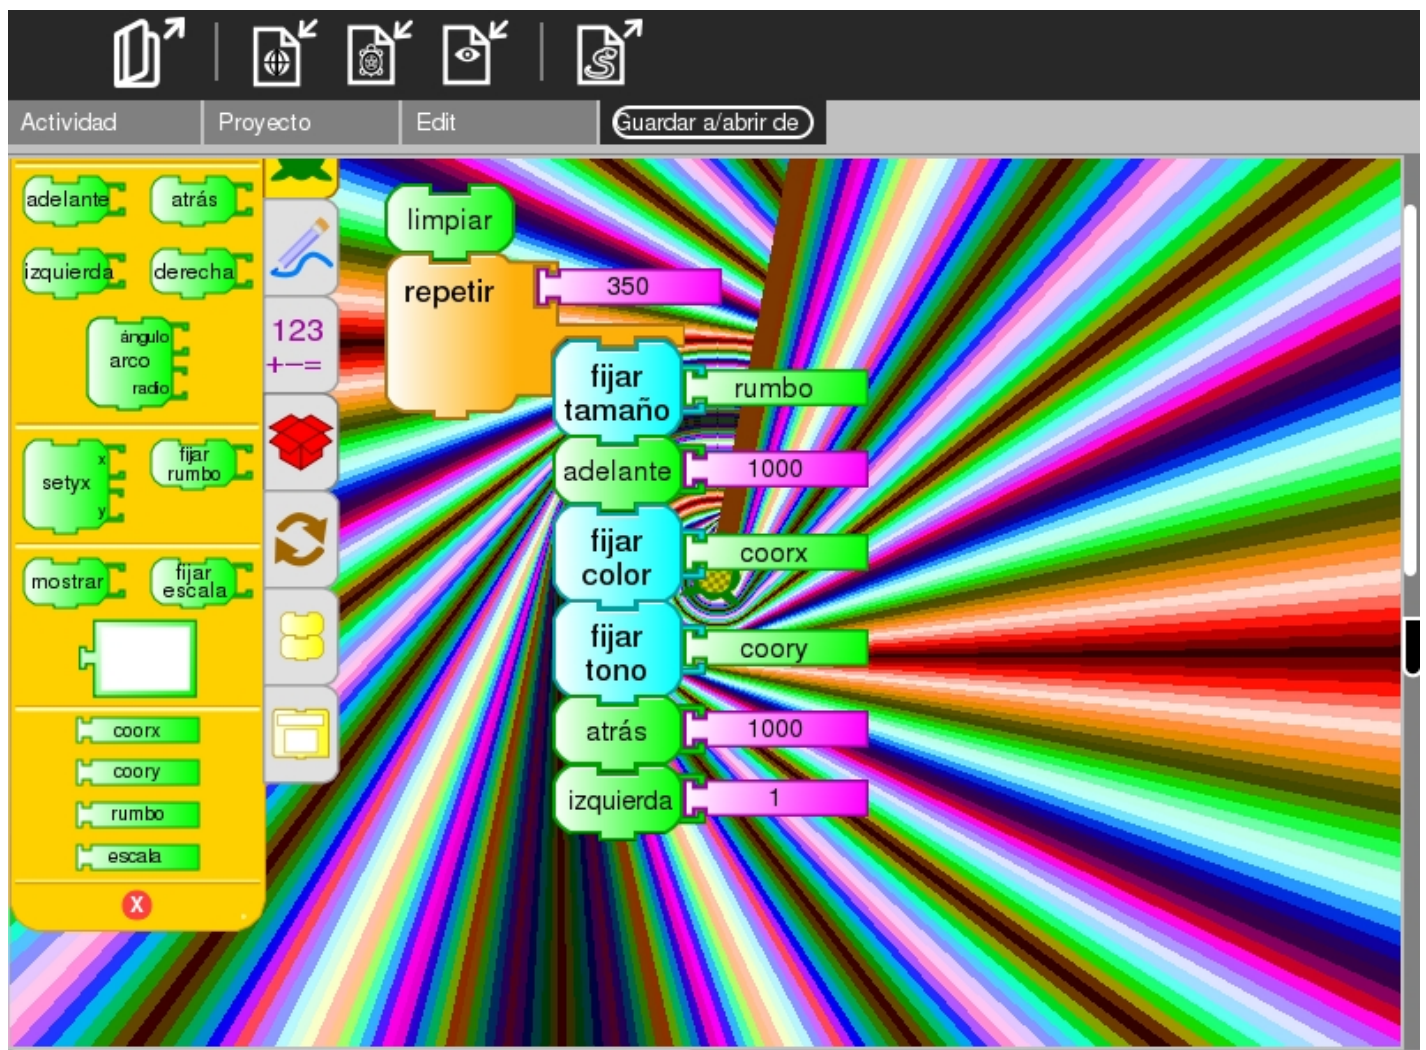 Actividad
Proyecto
Edit
Guardar a/abrir de
adelante
atrás
izquierda
derecha
ángulo
arco
radio
x
setyx
y
fijar
rumbo
mostrar
fijar
escala
coorx
coory
rumbo
escala
X
123
+−=
limpiar
repetir
350
fijar
tamaño
rumbo
adelante
1000
fijar
color
coorx
fijar
tono
coory
atrás
1000
izquierda
1